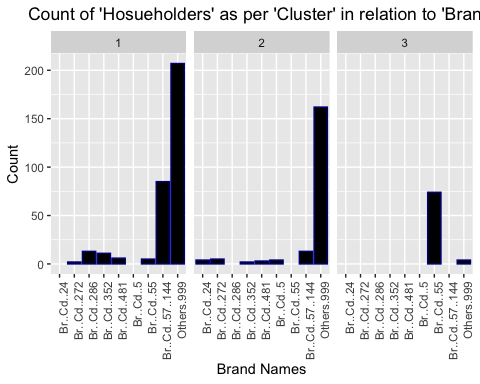 Count of 'Hosueholders' as per 'Cluster' in relation to 'Bran
1 2 3
200
150
100
50
0
Count
Br..Cd..24 Br..Cd..272 Br..Cd..286 Br..Cd..352 Br..Cd..481 Br..Cd..5 Br..Cd..55 Br..Cd..57..144 Others.999
Br..Cd..24 Br..Cd..272 Br..Cd..286 Br..Cd..352 Br..Cd..481 Br..Cd..5 Br..Cd..55 Br..Cd..57..144 Others.999
Br..Cd..24 Br..Cd..272 Br..Cd..286 Br..Cd..352 Br..Cd..481 Br..Cd..5 Br..Cd..55 Br..Cd..57..144 Others.999
Brand Names